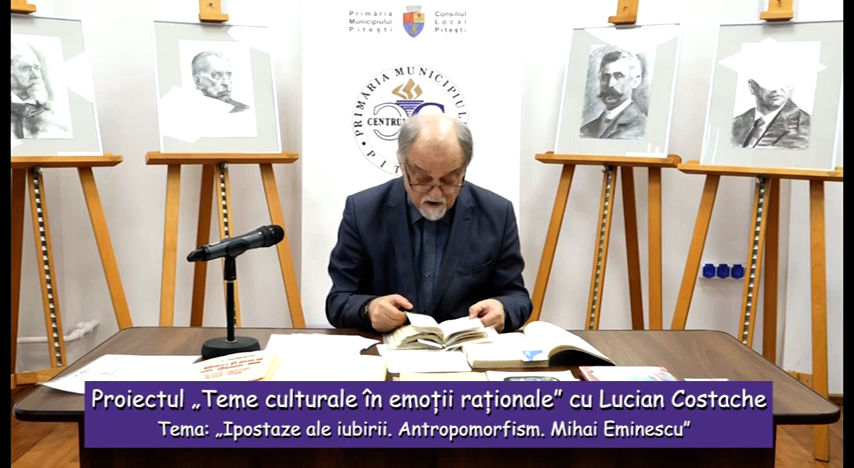 Primăria
Municipiului
Pitești
Consiliul
Local
Pitești
PRIMĂRIA MUNICIPIULUI
CENTRUL
Proiectul „Teme culturale în emoții raționale” cu Lucian Costache
Tema: „Ipostaze ale iubirii. Antropomorfism. Mihai Eminescu”